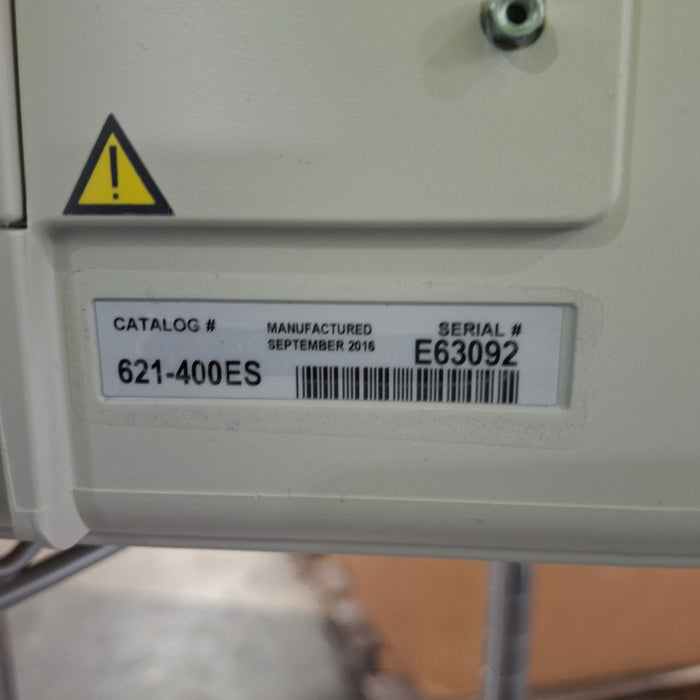 !
CATALOG #
621-400ES
MANUFACTURED
SEPTEMBER 2016
SERIAL #
E63092